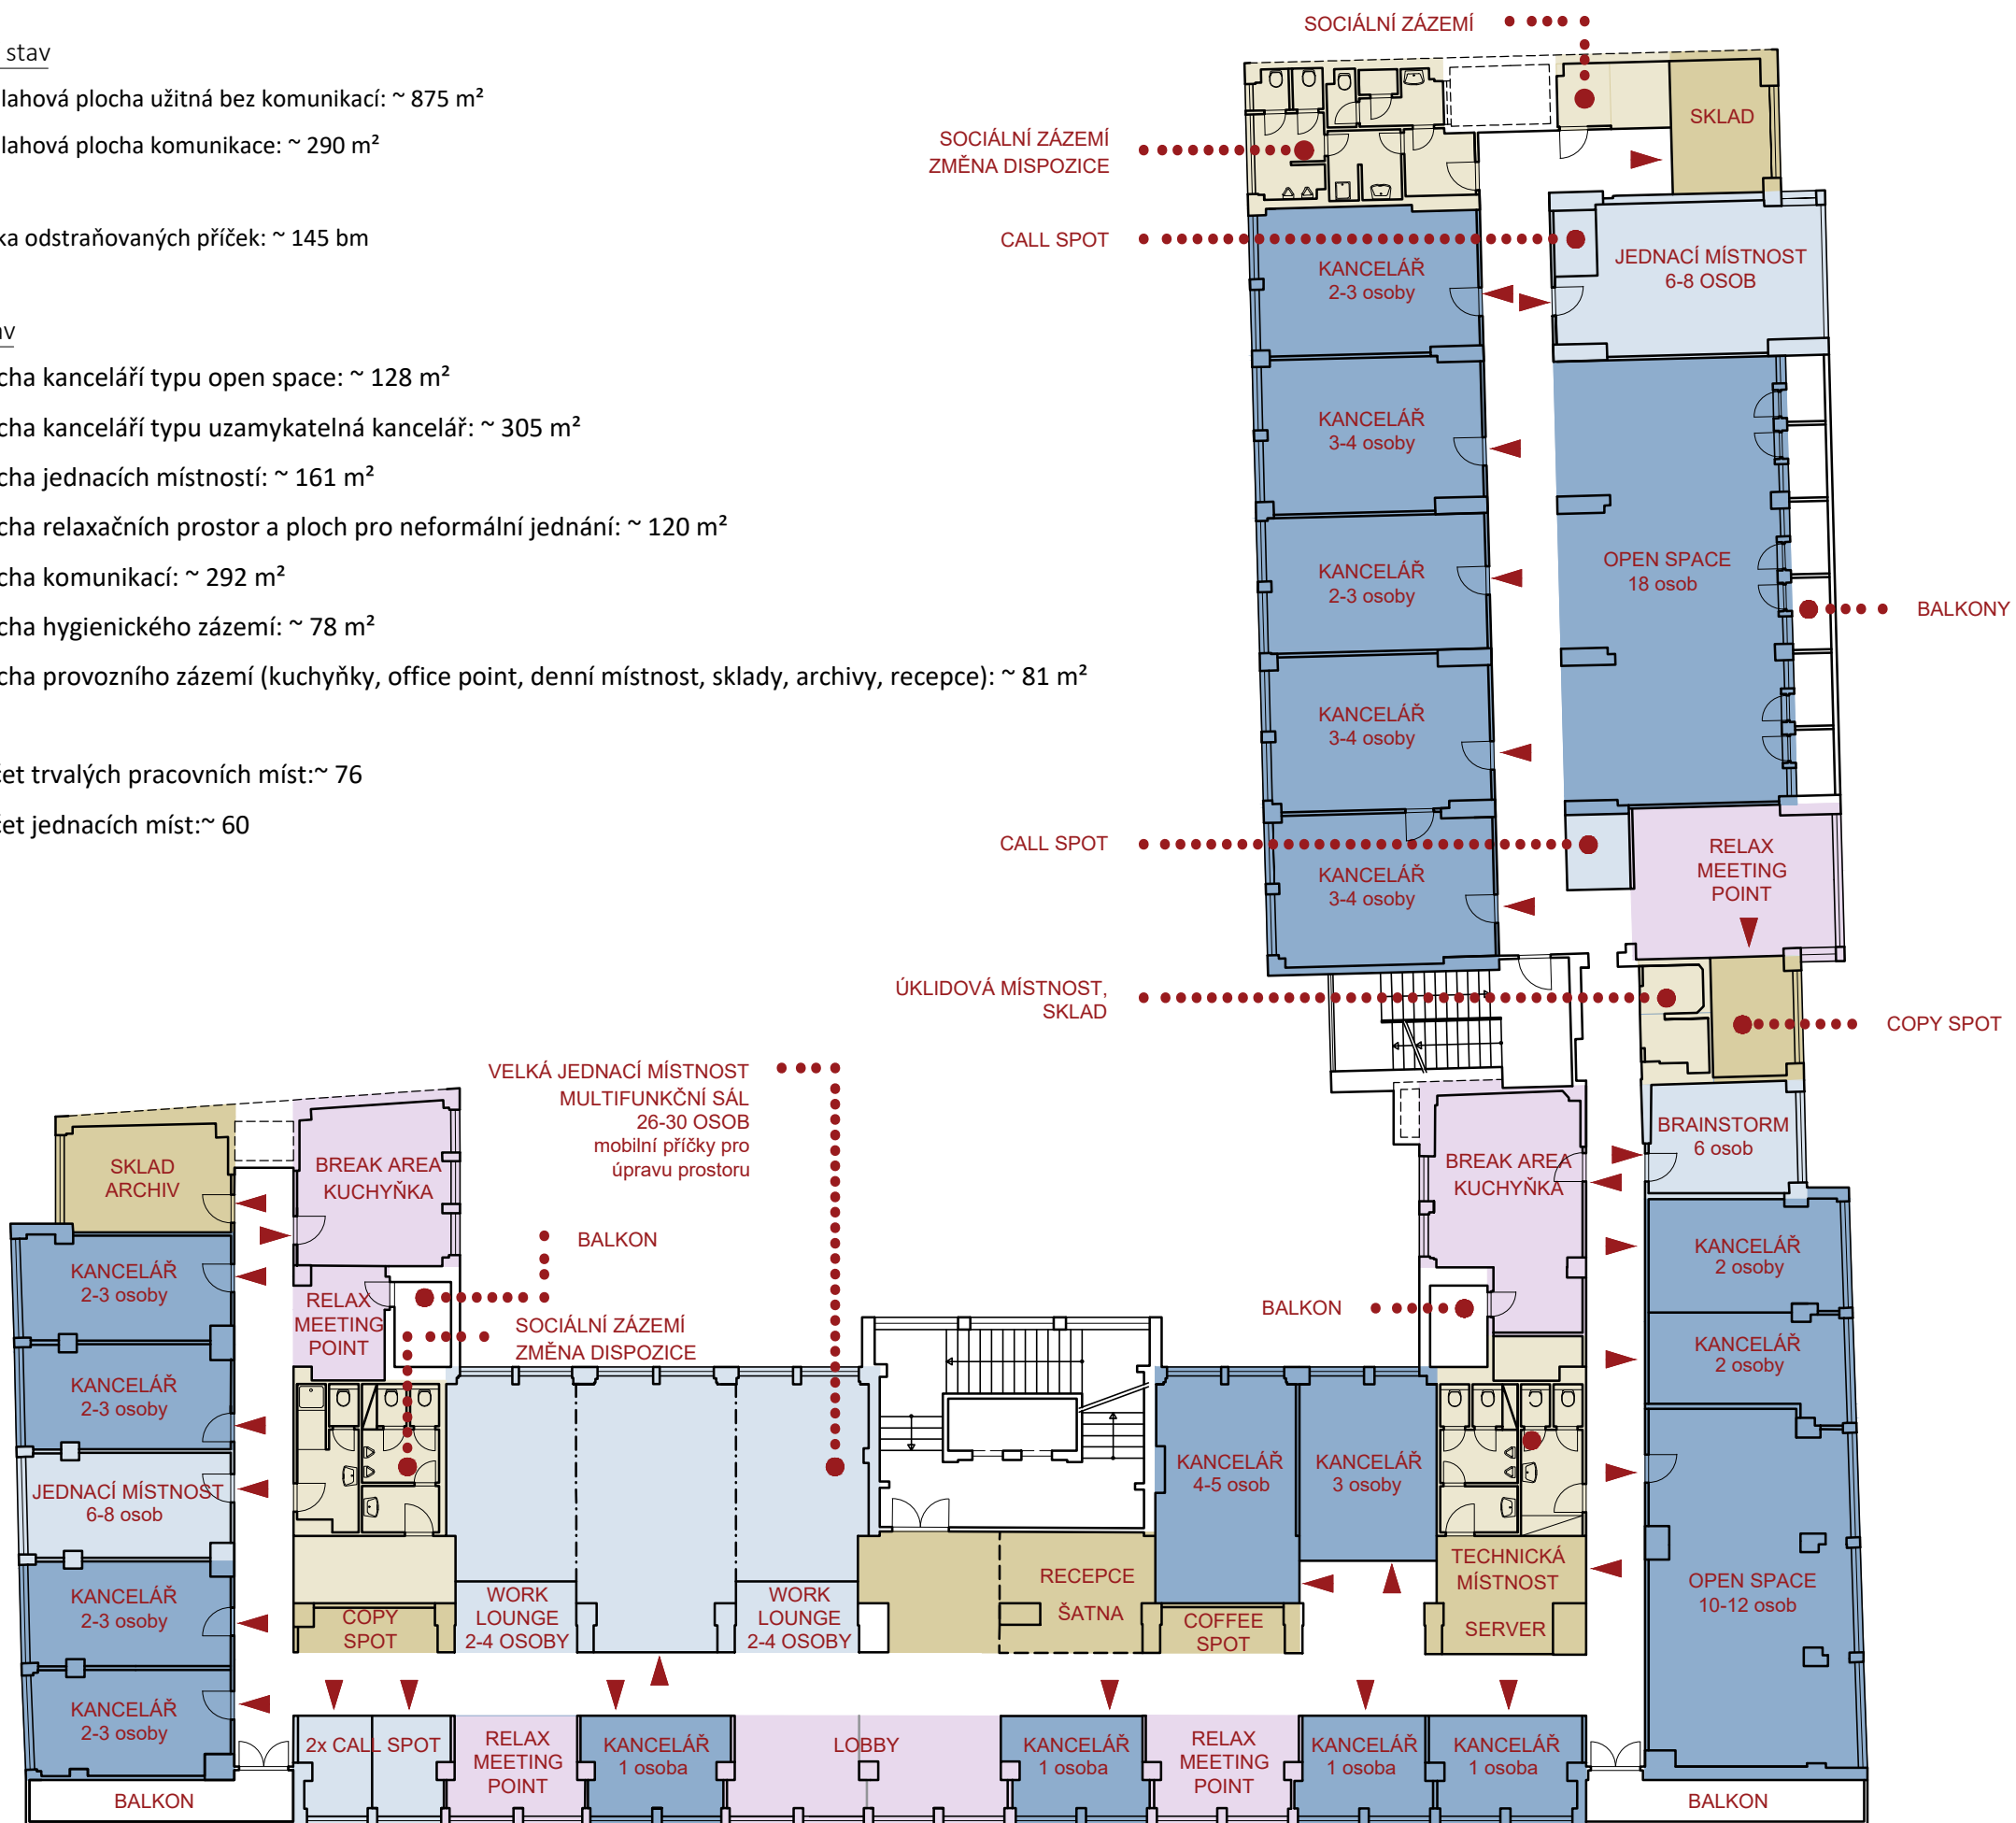 stav
lahová plocha užitná bez komunikací: ~ 875 m²
lahová plocha komunikace: ~ 290 m²
ka odstraňovaných příček: ~ 145 bm
av
cha kanceláří typu open space: ~ 128 m²
cha kanceláří typu uzamykatelná kancelář: ~ 305 m²
cha jednacích místností: ~ 161 m²
cha relaxačních prostor a ploch pro neformální jednání: ~ 120 m²
cha komunikací: ~ 292 m²
cha hygienického zázemí: ~ 78 m²
cha provozního zázemí (kuchyňky, office point, denní místnost, sklady, archivy, recepce): ~ 81 m²
čet trvalých pracovních míst:~ 76
čet jednacích míst:~ 60
SOCIÁLNÍ ZÁZEMÍ
SKLAD
SOCIÁLNÍ ZÁZEMÍ
ZMĚNA DISPOZICE
CALL SPOT
KANCELÁŘ
2-3 osoby
JEDNACÍ MÍSTNOST
6-8 OSOB
KANCELÁŘ
3-4 osoby
KANCELÁŘ
2-3 osoby
OPEN SPACE
18 osob
BALKONY
KANCELÁŘ
3-4 osoby
CALL SPOT
KANCELÁŘ
3-4 osoby
RELAX
MEETING
POINT
ÚKLIDOVÁ MÍSTNOST,
SKLAD
COPY SPOT
VELKÁ JEDNACÍ MÍSTNOST
MULTIFUNKČNÍ SÁL
26-30 OSOB
mobilní příčky pro
úpravu prostoru
SKLAD
ARCHIV
BREAK AREA
KUCHYŇKA
BREAK AREA
KUCHYŇKA
BRAINSTORM
6 osob
KANCELÁŘ
2-3 osoby
BALKON
KANCELÁŘ
2 osoby
RELAX
MEETING
POINT
SOCIÁLNÍ ZÁZEMÍ
ZMĚNA DISPOZICE
BALKON
KANCELÁŘ
2 osoby
KANCELÁŘ
2-3 osoby
JEDNACÍ MÍSTNOST
6-8 osob
KANCELÁŘ
4-5 osob
KANCELÁŘ
3 osoby
KANCELÁŘ
2-3 osoby
COPY
SPOT
WORK
LOUNGE
2-4 OSOBY
WORK
LOUNGE
2-4 OSOBY
RECEPCE
ŠATNA
COFFEE
SPOT
TECHNICKÁ
MÍSTNOST
SERVER
OPEN SPACE
10-12 osob
KANCELÁŘ
2-3 osoby
2x CALL SPOT
RELAX
MEETING
POINT
KANCELÁŘ
1 osoba
LOBBY
KANCELÁŘ
1 osoba
RELAX
MEETING
POINT
KANCELÁŘ
1 osoba
KANCELÁŘ
1 osoba
BALKON
BALKON